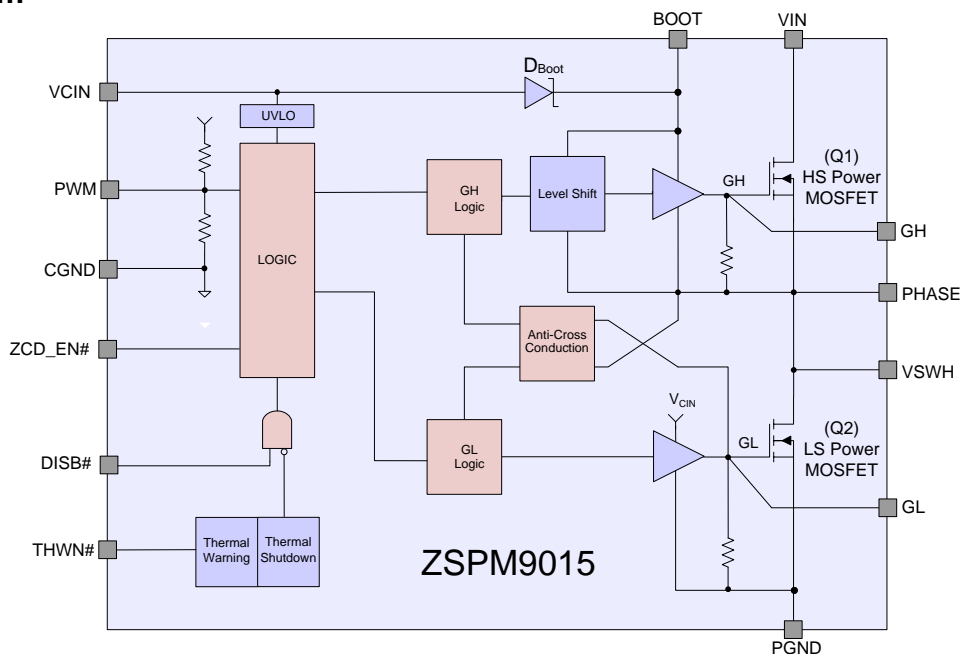 BOOT
VIN
VCIN
DBoot
UVLO
PWM
GH
Logic
Level Shift
GH
(Q1)
HS Power
MOSFET
GH
LOGIC
CGND
PHASE
Anti-Cross
Conduction
ZCD_EN#
VSWH
VCIN
GL
Logic
GL
(Q2)
LS Power
MOSFET
DISB#
GL
THWN#
Thermal
Warning
Thermal
Shutdown
ZSPM9015
PGND